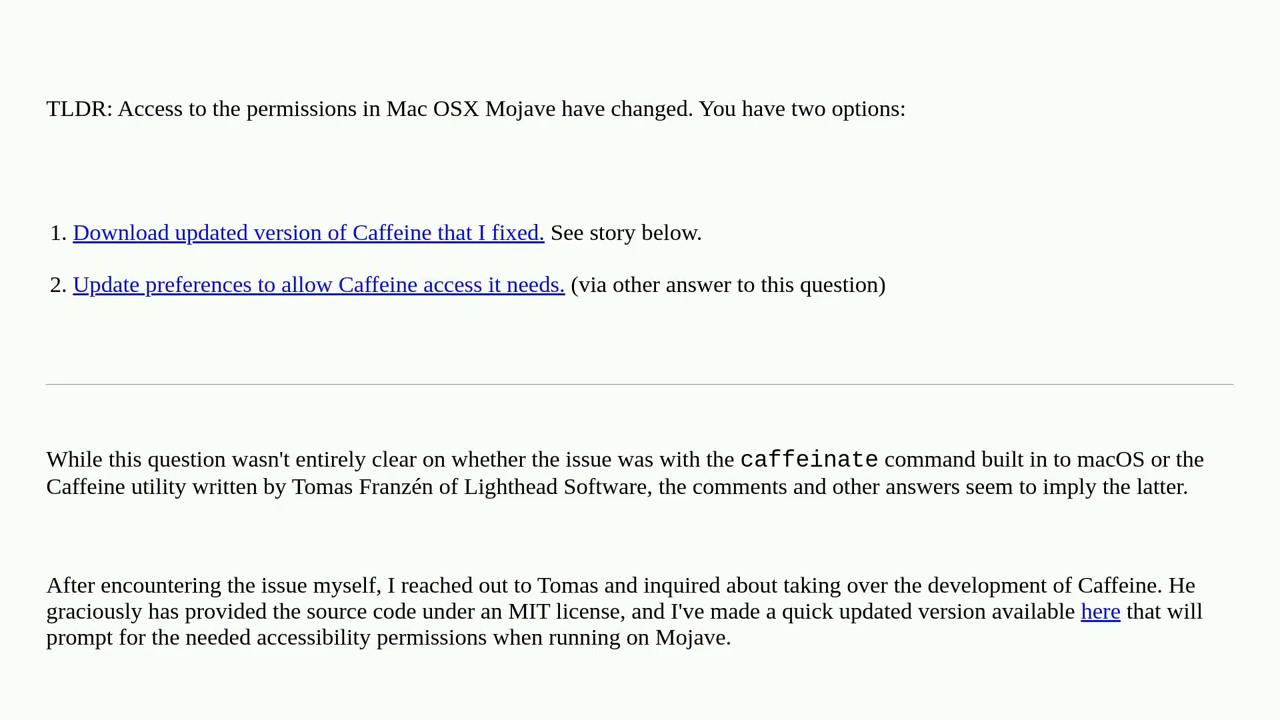 TLDR: Access to the permissions in Mac OSX Mojave have changed. You have two options:
1. Download updated version of Caffeine that I fixed. See story below.
2. Update preferences to allow Caffeine access it needs. (via other answer to this question)
While this question wasn't entirely clear on whether the issue was with the caffeinate command built in to macOS or the
Caffeine utility written by Tomas Franzén of Lighthead Software, the comments and other answers seem to imply the latter.
After encountering the issue myself, I reached out to Tomas and inquired about taking over the development of Caffeine. He
graciously has provided the source code under an MIT license, and I've made a quick updated version available here that will
prompt for the needed accessibility permissions when running on Mojave.